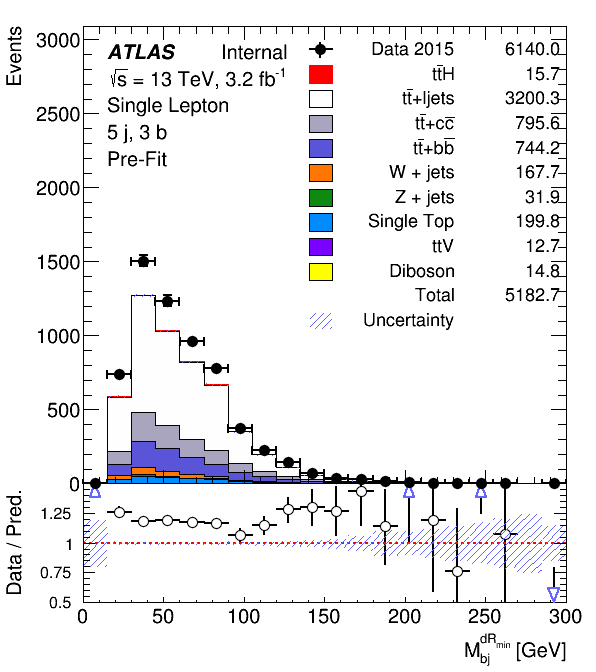 ATLAS Internal
√s = 13 TeV, 3.2 fb⁻¹
Single Lepton
5 j, 3 b
Pre-Fit
Data 2015 6140.0
tt̄H 15.7
tt̄+ljets 3200.3
tt̄+cc̄ 795.6
tt̄+bb̄ 744.2
W + jets 167.7
Z + jets 31.9
Single Top 199.8
ttV 12.7
Diboson 14.8
Total 5182.7
Uncertainty
Events
3000
2500
2000
1500
1000
500
0
Data / Pred.
1.25
1
0.75
0.5
0 50 100 150 200 250 300
M_bj^dR_min [GeV]